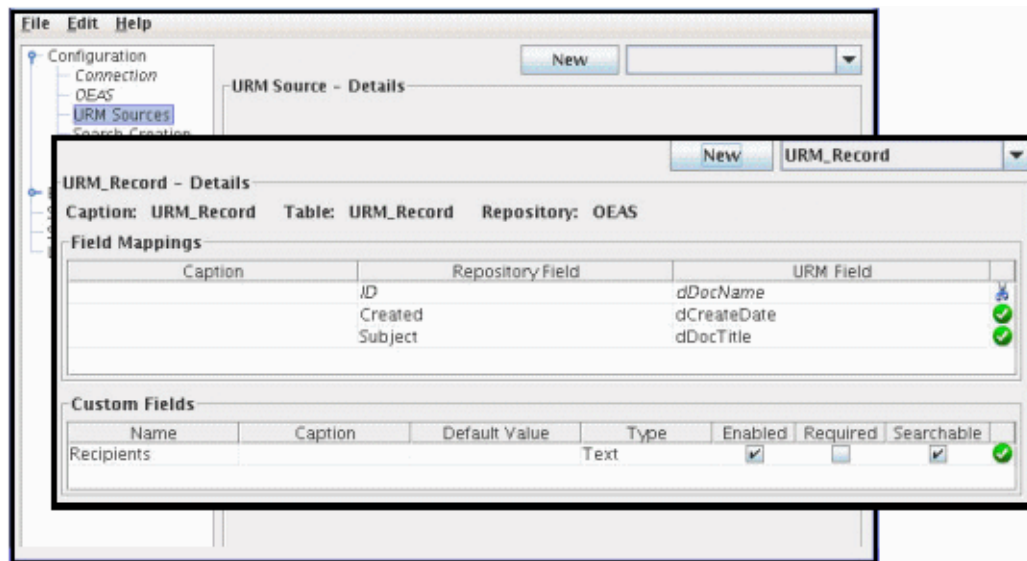 File Edit Help
Configuration
Connection
OEAS
URM Sources
Search Creation
New
URM Source - Details
New URM_Record
URM_Record - Details
Caption: URM_Record Table: URM_Record Repository: OEAS
Field Mappings
Caption Repository Field URM Field
ID dDocName
Created dCreateDate
Subject dDocTitle
Custom Fields
Name Caption Default Value Type Enabled Required Searchable
Recipients Text